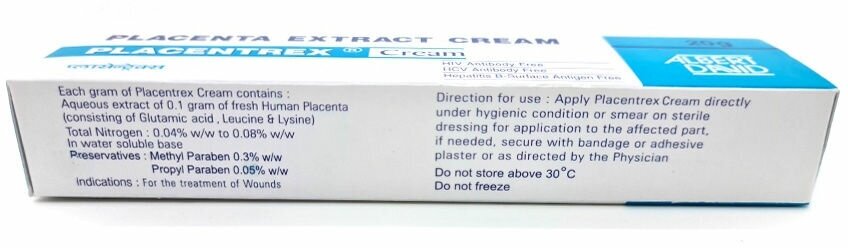 PLACENTA EXTRACT CREAM
PLACENTREX ® Cream
प्लासेन्ट्रेक्स
HIV Antibody Free
HCV Antibody Free
Hepatitis B-Surface Antigen Free
20 g
ALBERT
DAVID
Each gram of Placentrex Cream contains :
Aqueous extract of 0.1 gram of fresh Human Placenta
(consisting of Glutamic acid , Leucine & Lysine)
Total Nitrogen : 0.04% w/w to 0.08% w/w
In water soluble base
Preservatives : Methyl Paraben 0.3% w/w
Propyl Paraben 0.05% w/w
Indications : For the treatment of Wounds
Direction for use : Apply Placentrex Cream directly
under hygienic condition or smear on sterile
dressing for application to the affected part,
if needed, secure with bandage or adhesive
plaster or as directed by the Physician
Do not store above 30°C
Do not freeze